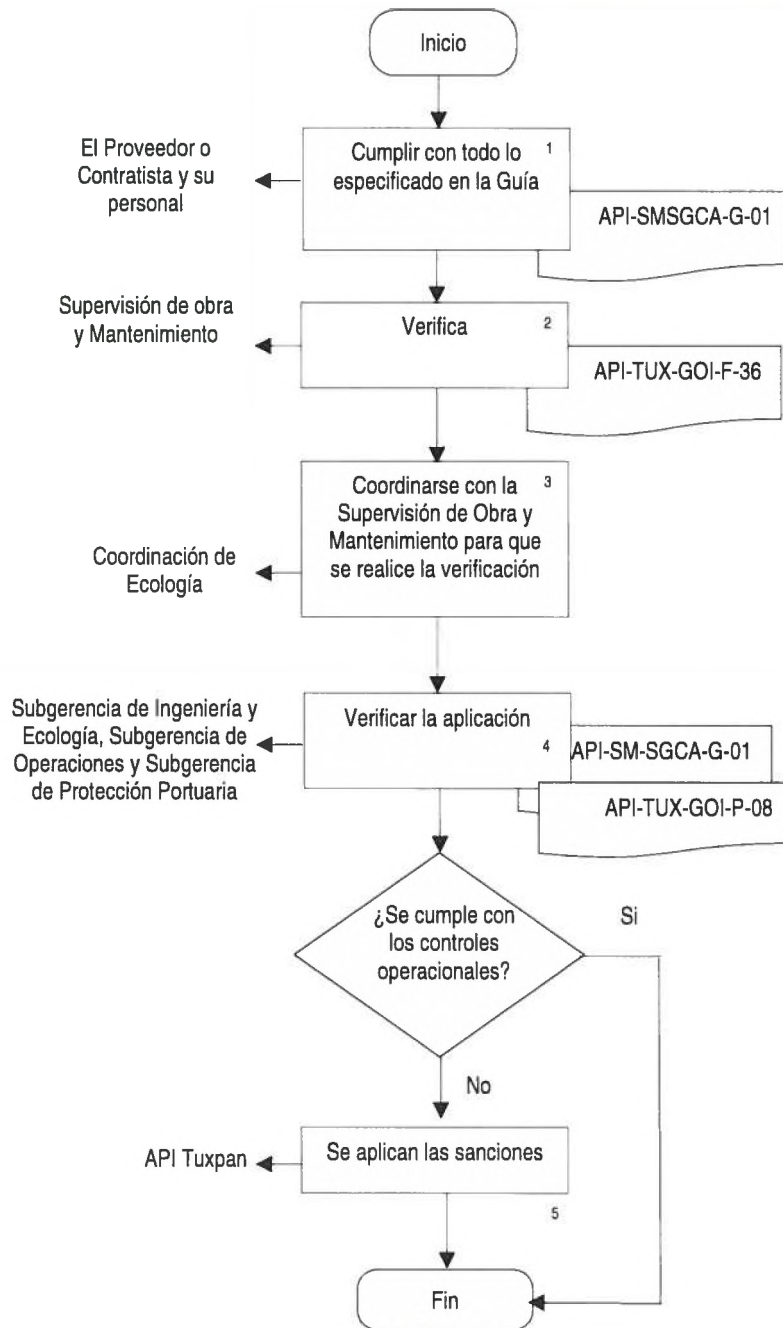 Inicio
El Proveedor o
Contratista y su
personal
Cumplir con todo lo
especificado en la Guía
1
API-SMSGCA-G-01
Supervisión de obra
y Mantenimiento
Verifica
2
API-TUX-GOI-F-36
Coordinación de
Ecología
Coordinarse con la
Supervisión de Obra y
Mantenimiento para que
se realice la verificación
3
Subgerencia de Ingeniería y
Ecología, Subgerencia de
Operaciones y Subgerencia
de Protección Portuaria
Verificar la aplicación
4
API-SM-SGCA-G-01
API-TUX-GOI-P-08
¿Se cumple con
los controles
operacionales?
Si
No
API Tuxpan
Se aplican las sanciones
5
Fin